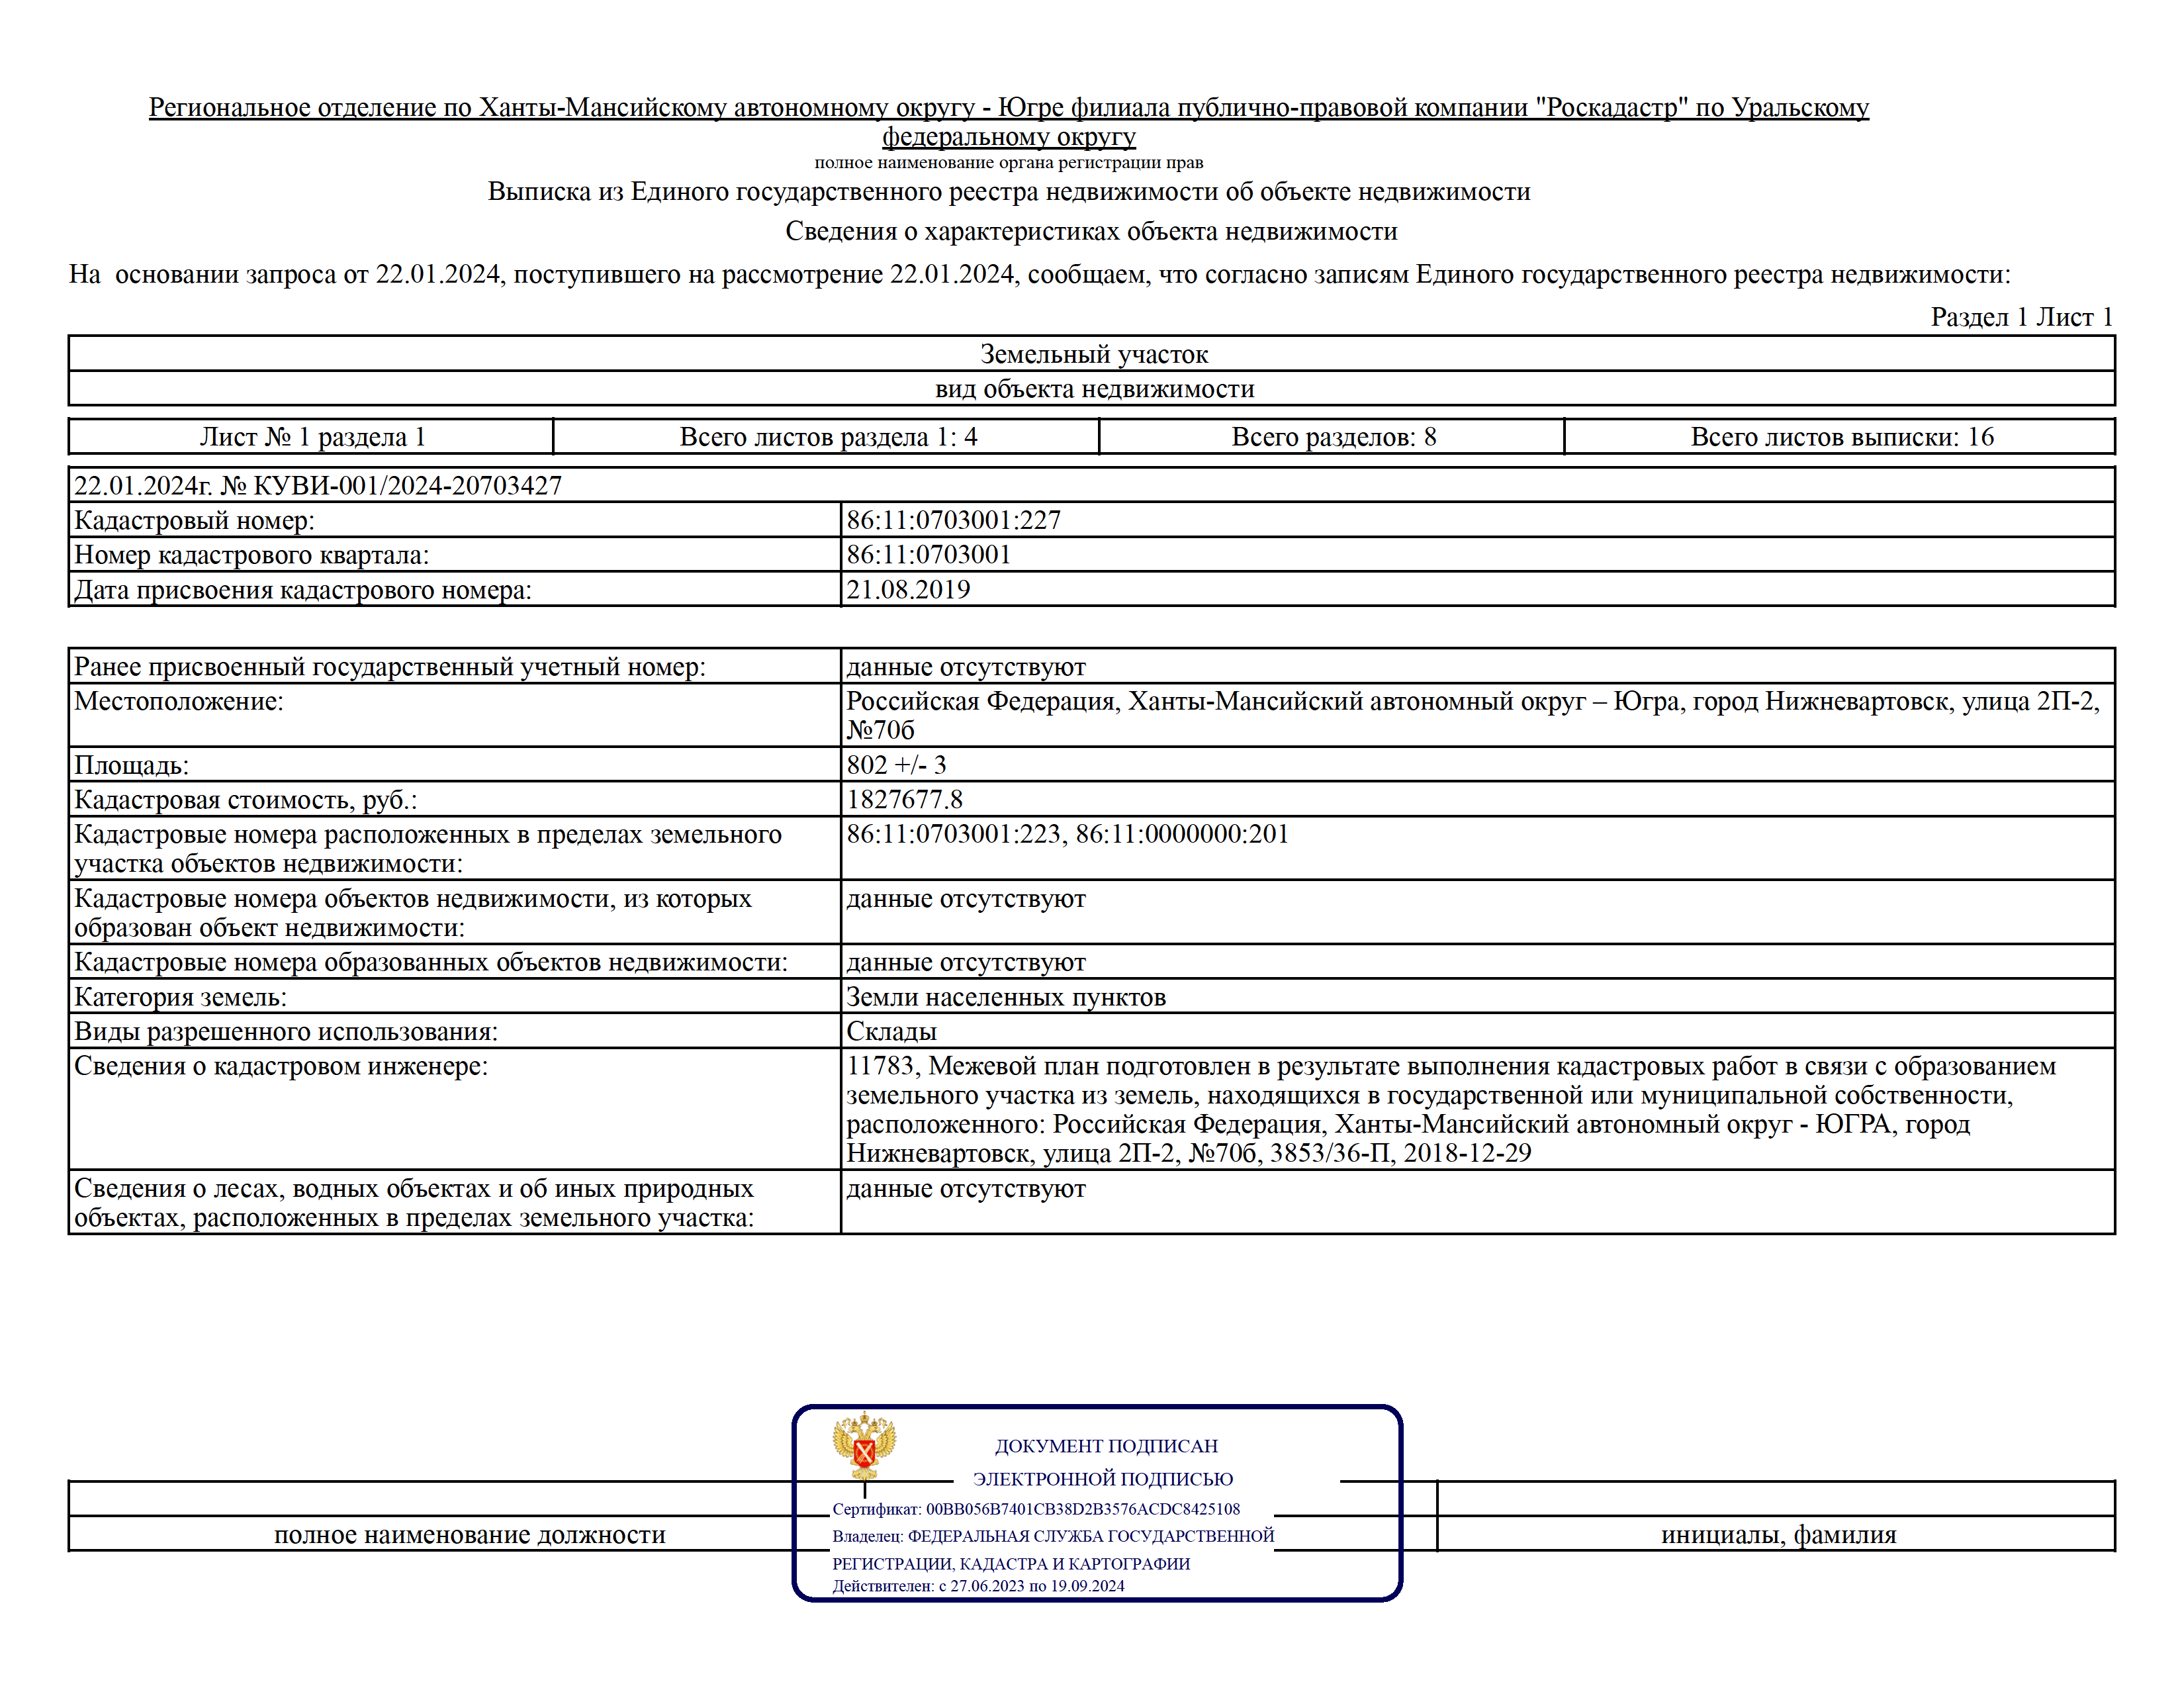 Региональное отделение по Ханты-Мансийскому автономному округу - Югре филиала публично-правовой компании "Роскадастр" по Уральскому
федеральному округу
полное наименование органа регистрации прав
Выписка из Единого государственного реестра недвижимости об объекте недвижимости
Сведения о характеристиках объекта недвижимости
На  основании запроса от 22.01.2024, поступившего на рассмотрение 22.01.2024, сообщаем, что согласно записям Единого государственного реестра недвижимости:
Раздел 1 Лист 1
Земельный участок
вид объекта недвижимости
Лист № 1 раздела 1 Всего листов раздела 1: 4 Всего разделов: 8 Всего листов выписки: 16
22.01.2024г. № КУВИ-001/2024-20703427
Кадастровый номер: 86:11:0703001:227
Номер кадастрового квартала: 86:11:0703001
Дата присвоения кадастрового номера: 21.08.2019
Ранее присвоенный государственный учетный номер: данные отсутствуют
Местоположение: Российская Федерация, Ханты-Мансийский автономный округ – Югра, город Нижневартовск, улица 2П-2,
№70б
Площадь: 802 +/- 3
Кадастровая стоимость, руб.: 1827677.8
Кадастровые номера расположенных в пределах земельного 86:11:0703001:223, 86:11:0000000:201
участка объектов недвижимости:
Кадастровые номера объектов недвижимости, из которых данные отсутствуют
образован объект недвижимости:
Кадастровые номера образованных объектов недвижимости: данные отсутствуют
Категория земель: Земли населенных пунктов
Виды разрешенного использования: Склады
Сведения о кадастровом инженере: 11783, Межевой план подготовлен в результате выполнения кадастровых работ в связи с образованием
земельного участка из земель, находящихся в государственной или муниципальной собственности,
расположенного: Российская Федерация, Ханты-Мансийский автономный округ - ЮГРА, город
Нижневартовск, улица 2П-2, №70б, 3853/36-П, 2018-12-29
Сведения о лесах, водных объектах и об иных природных данные отсутствуют
объектах, расположенных в пределах земельного участка:
ДОКУМЕНТ ПОДПИСАН
ЭЛЕКТРОННОЙ ПОДПИСЬЮ
Сертификат: 00BB056B7401CB38D2B3576ACDC8425108
Владелец: ФЕДЕРАЛЬНАЯ СЛУЖБА ГОСУДАРСТВЕННОЙ
РЕГИСТРАЦИИ, КАДАСТРА И КАРТОГРАФИИ
Действителен: с 27.06.2023 по 19.09.2024
полное наименование должности инициалы, фамилия